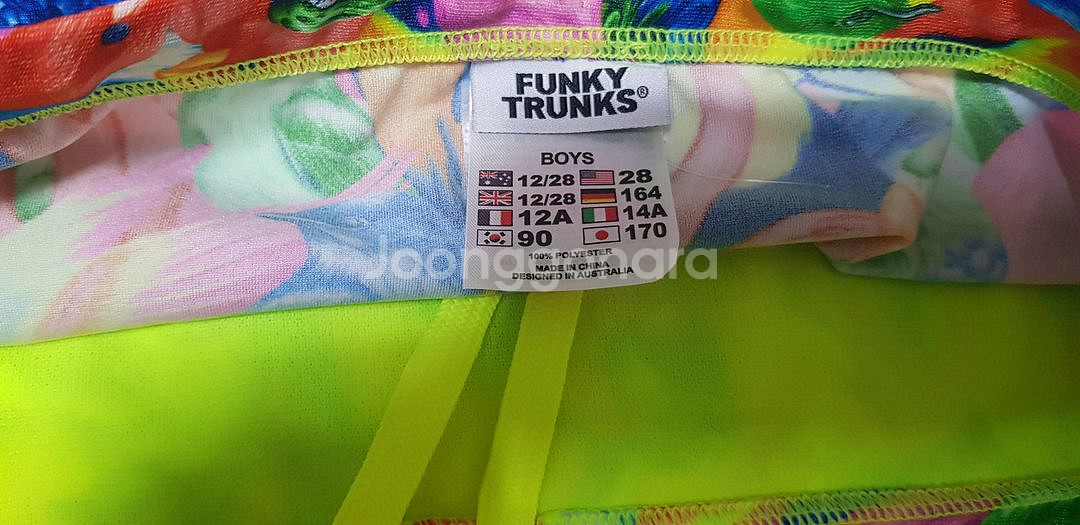 FUNKY
TRUNKS®
BOYS
12/28 28
12/28 164
12A 14A
90 170
100% POLYESTER
MADE IN CHINA
DESIGNED IN AUSTRALIA
Joonggonara